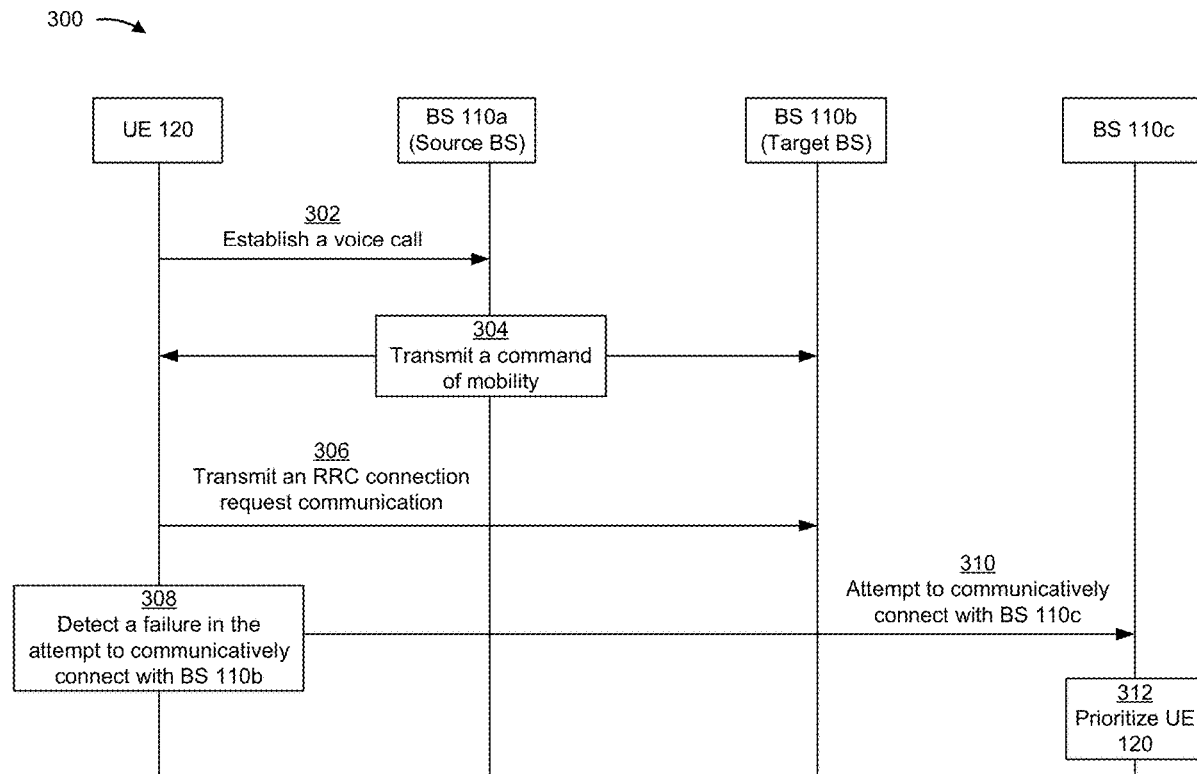 300
UE 120
BS 110a
(Source BS)
BS 110b
(Target BS)
BS 110c
302
Establish a voice call
304
Transmit a command
of mobility
306
Transmit an RRC connection
request communication
308
Detect a failure in the
attempt to communicatively
connect with BS 110b
310
Attempt to communicatively
connect with BS 110c
312
Prioritize UE
120